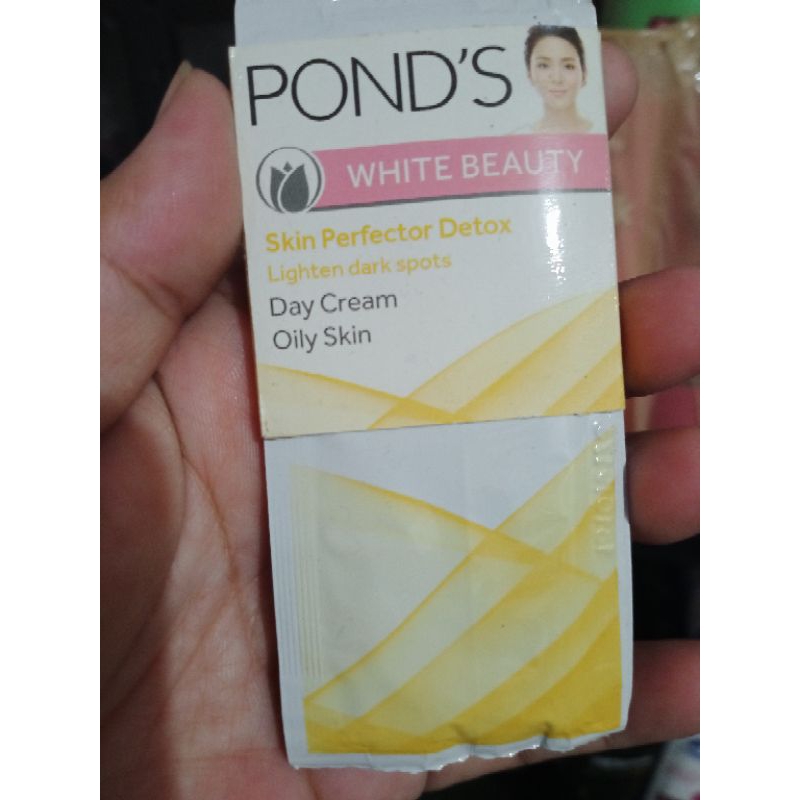 POND'S
WHITE BEAUTY
Skin Perfector Detox
Lighten dark spots
Day Cream
Oily Skin